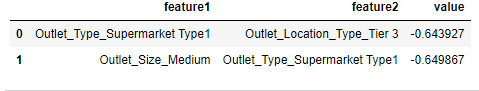 feature1 feature2 value
0 Outlet_Type_Supermarket Type1 Outlet_Location_Type_Tier 3 -0.643927
1 Outlet_Size_Medium Outlet_Type_Supermarket Type1 -0.649867